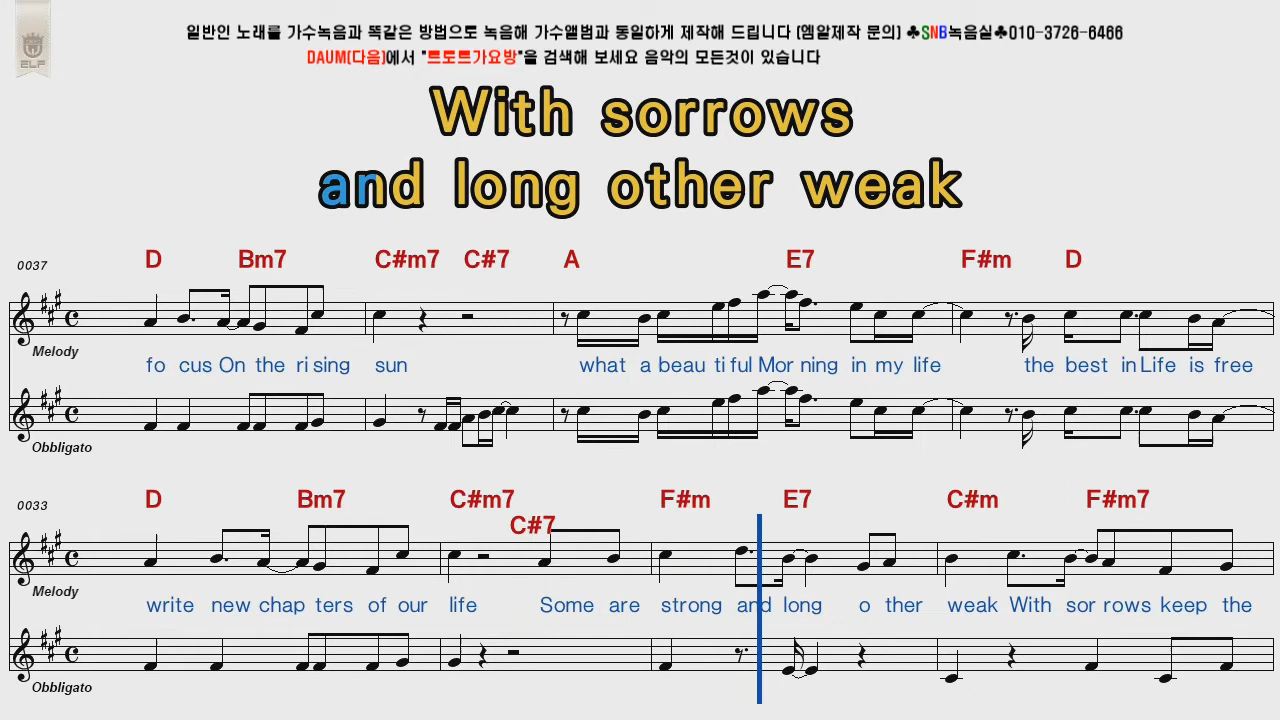 일반인 노래를 가수녹음과 똑같은 방법으로 녹음해 가수앨범과 동일하게 제작해 드립니다 (엠알제작 문의) ♣SNB녹음실♣010-3726-6466
DAUM(다음)에서 "트로트가요방"을 검색해 보세요 음악의 모든것이 있습니다
ELF
With sorrows
and long other weak
0037
D Bm7 C#m7 C#7 A E7 F#m D
Melody
fo cus On the ri sing sun what a beau ti ful Mor ning in my life the best in Life is free
Obbligato
0033
D Bm7 C#m7 C#7 F#m E7 C#m F#m7
Melody
write new chap ters of our life Some are strong and long o ther weak With sor rows keep the
Obbligato